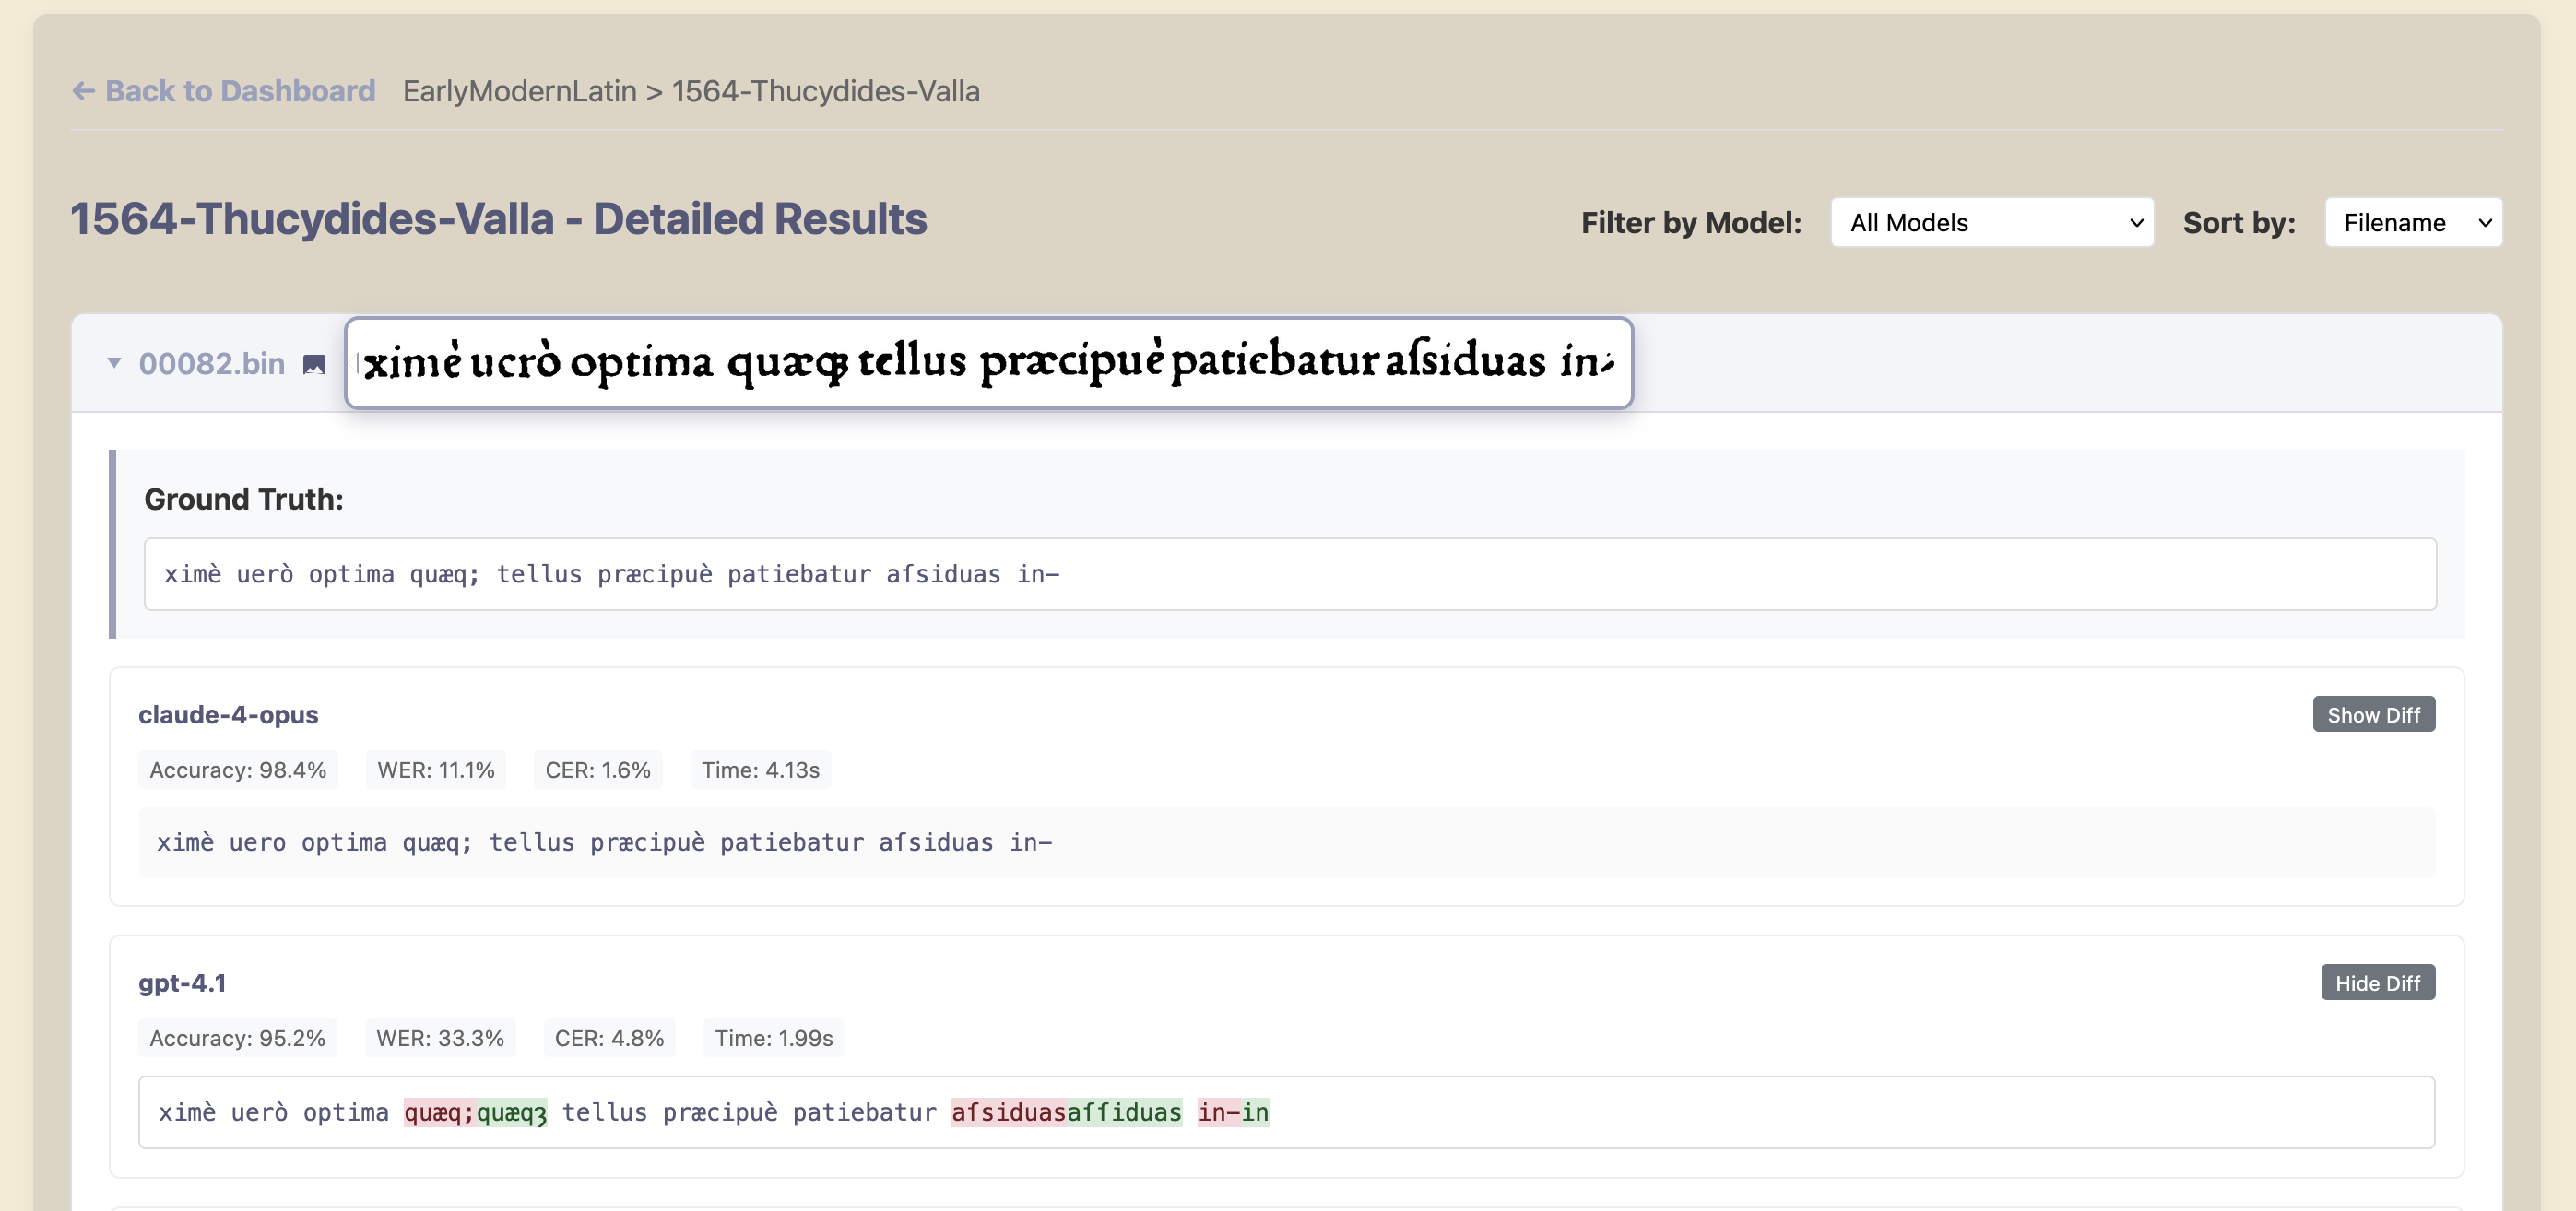 ← Back to Dashboard EarlyModernLatin > 1564-Thucydides-Valla
1564-Thucydides-Valla - Detailed Results
Filter by Model: All Models Sort by: Filename
▼ 00082.bin ximè uerò optima quæq; tellus præcipuè patiebatur aſsiduas in-
Ground Truth:
ximè uerò optima quæq; tellus præcipuè patiebatur aſsiduas in–
claude-4-opus Show Diff
Accuracy: 98.4% WER: 11.1% CER: 1.6% Time: 4.13s
ximè uero optima quæq; tellus præcipuè patiebatur aſsiduas in–
gpt-4.1 Hide Diff
Accuracy: 95.2% WER: 33.3% CER: 4.8% Time: 1.99s
ximè uerò optima quæq;quæqꝫ tellus præcipuè patiebatur aſsiduasaſſiduas in–in